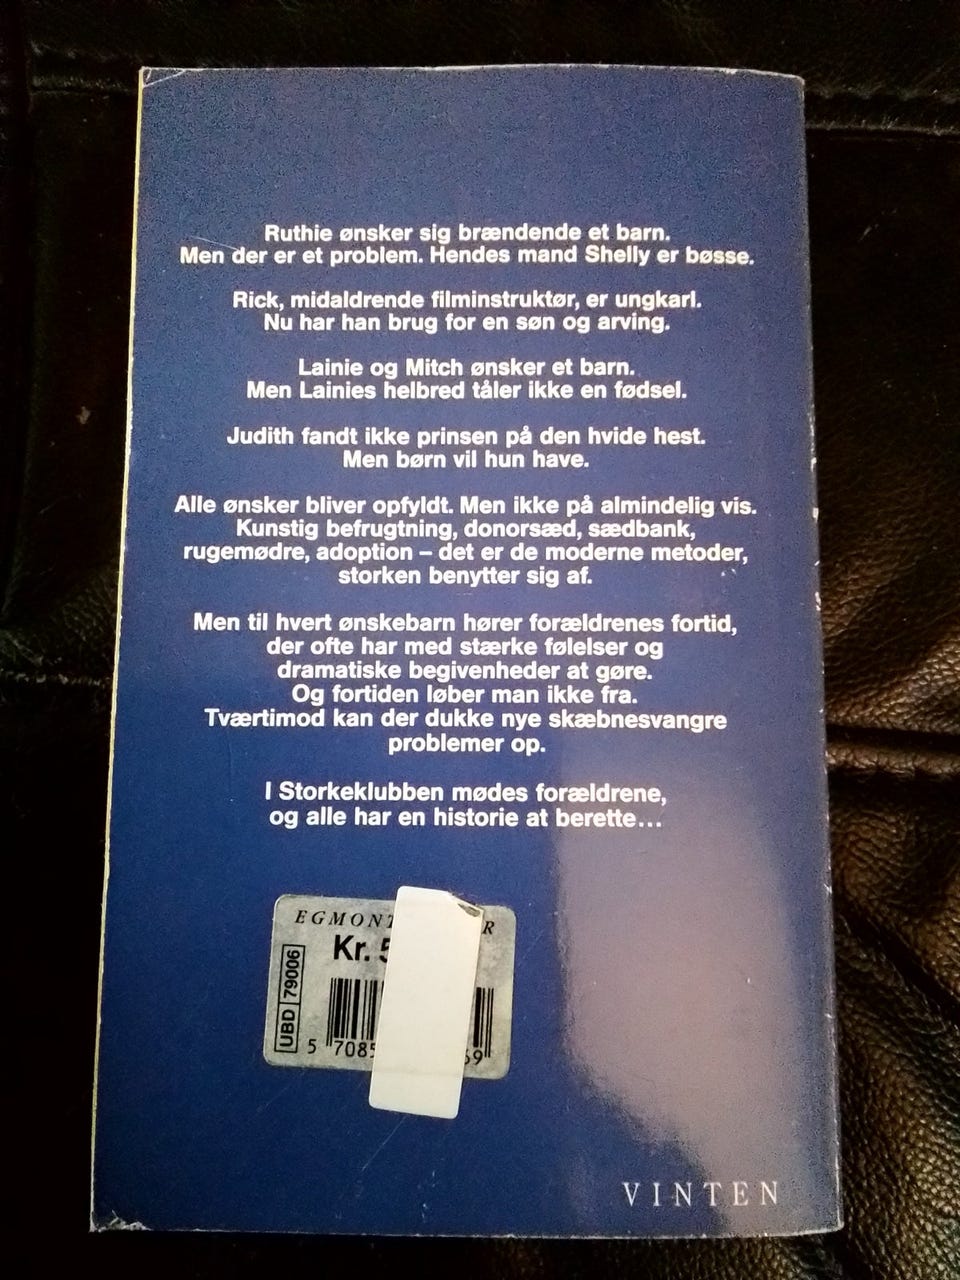 Ruthie ønsker sig brændende et barn.
Men der er et problem. Hendes mand Shelly er bøsse.
Rick, midaldrende filminstruktør, er ungkarl.
Nu har han brug for en søn og arving.
Lainie og Mitch ønsker et barn.
Men Lainies helbred tåler ikke en fødsel.
Judith fandt ikke prinsen på den hvide hest.
Men børn vil hun have.
Alle ønsker bliver opfyldt. Men ikke på almindelig vis.
Kunstig befrugtning, donorsæd, sædbank,
rugemødre, adoption – det er de moderne metoder,
storken benytter sig af.
Men til hvert ønskebarn hører forældrenes fortid,
der ofte har med stærke følelser og
dramatiske begivenheder at gøre.
Og fortiden løber man ikke fra.
Tværtimod kan der dukke nye skæbnesvangre
problemer op.
I Storkeklubben mødes forældrene,
og alle har en historie at berette...
EGMONT
Kr. 5
UBD 79006
5 708
69
VINTEN